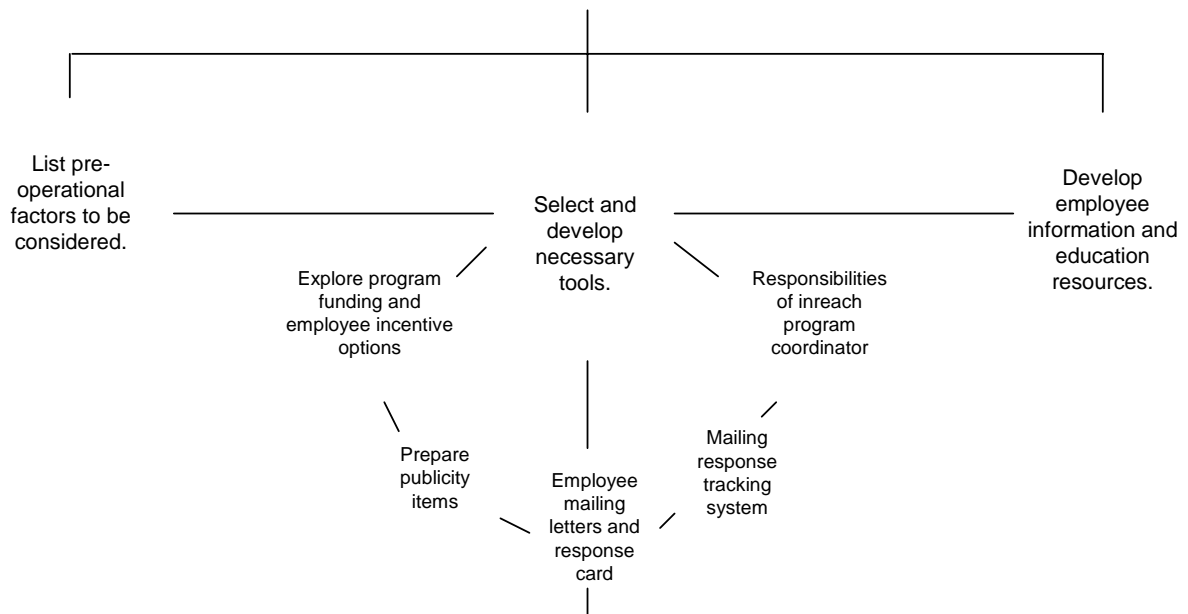 List pre-
operational
factors to be
considered.
Select and
develop
necessary
tools.
Develop
employee
information and
education
resources.
Explore program
funding and
employee incentive
options
Responsibilities
of inreach
program
coordinator
Prepare
publicity
items
Employee
mailing
letters and
response
card
Mailing
response
tracking
system